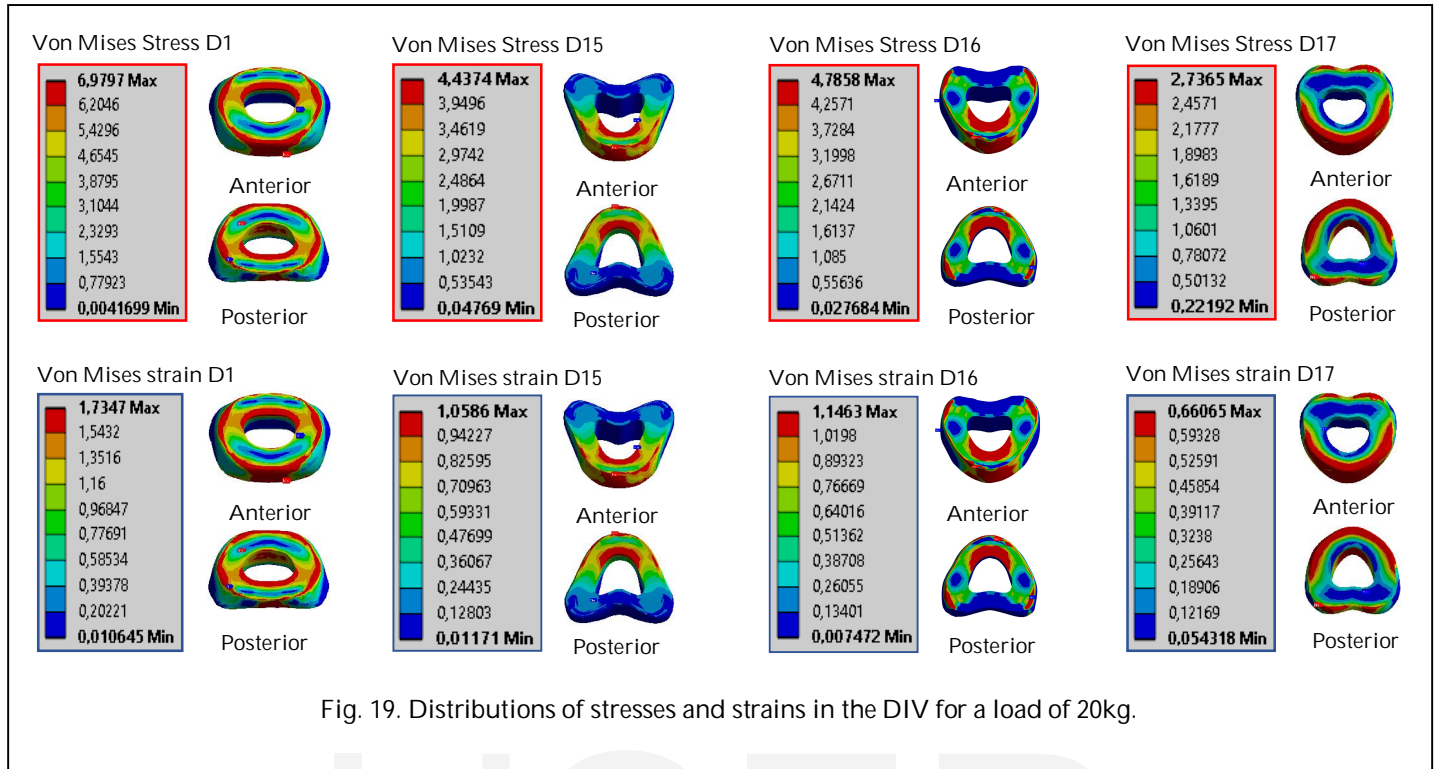 Von Mises Stress D1
6,9797 Max
6,2046
5,4296
4,6545
3,8795
3,1044
2,3293
1,5543
0,77923
0,0041699 Min
Anterior
Posterior
Von Mises Stress D15
4,4374 Max
3,9496
3,4619
2,9742
2,4864
1,9987
1,5109
1,0232
0,53543
0,04769 Min
Anterior
Posterior
Von Mises Stress D16
4,7858 Max
4,2571
3,7284
3,1998
2,6711
2,1424
1,6137
1,085
0,55636
0,027684 Min
Anterior
Posterior
Von Mises Stress D17
2,7365 Max
2,4571
2,1777
1,8983
1,6189
1,3395
1,0601
0,78072
0,50132
0,22192 Min
Anterior
Posterior
Von Mises strain D1
1,7347 Max
1,5432
1,3516
1,16
0,96847
0,77691
0,58534
0,39378
0,20221
0,010645 Min
Anterior
Posterior
Von Mises strain D15
1,0586 Max
0,94227
0,82595
0,70963
0,59331
0,47699
0,36067
0,24435
0,12803
0,01171 Min
Anterior
Posterior
Von Mises strain D16
1,1463 Max
1,0198
0,89323
0,76669
0,64016
0,51362
0,38708
0,26055
0,13401
0,007472 Min
Anterior
Posterior
Von Mises strain D17
0,66065 Max
0,59328
0,52591
0,45854
0,39117
0,3238
0,25643
0,18906
0,12169
0,054318 Min
Anterior
Posterior
Fig. 19. Distributions of stresses and strains in the DIV for a load of 20kg.